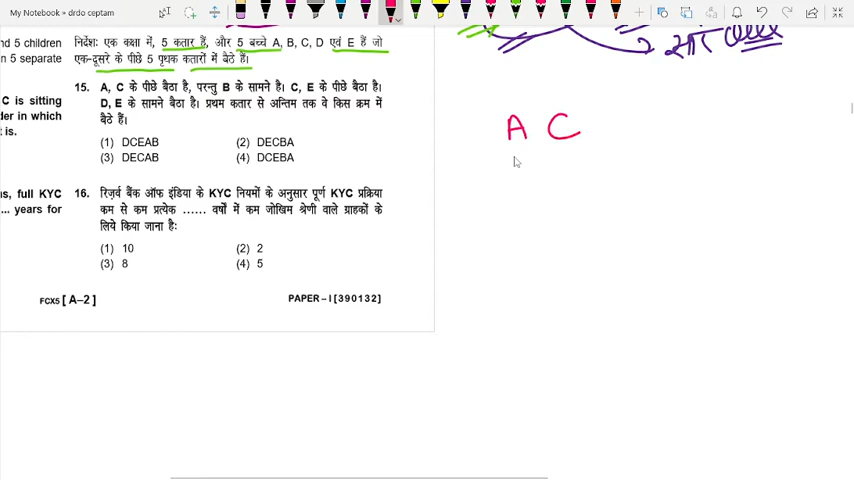 My Notebook » drdo ceptam
nd 5 children
n 5 separate
निर्देश: एक कक्षा में, 5 कतार हैं, और 5 बच्चे A, B, C, D एवं E हैं जो
एक-दूसरे के पीछे 5 पृथक कतारों में बैठे हैं।
C is sitting
der in which
t is.
15. A, C के पीछे बैठा है, परन्तु B के सामने है। C, E के पीछे बैठा है।
D, E के सामने बैठा है। प्रथम कतार से अन्तिम तक वे किस क्रम में
बैठे हैं।
(1) DCEAB (2) DECBA
(3) DECAB (4) DCEBA
A C
ns, full KYC
... years for
16. रिज़र्व बैंक ऑफ इंडिया के KYC नियमों के अनुसार पूर्ण KYC प्रक्रिया
कम से कम प्रत्येक ...... वर्षों में कम जोखिम श्रेणी वाले ग्राहकों के
लिये किया जाना है:
(1) 10 (2) 2
(3) 8 (4) 5
FCX5 [ A–2 ] PAPER – I [390132]